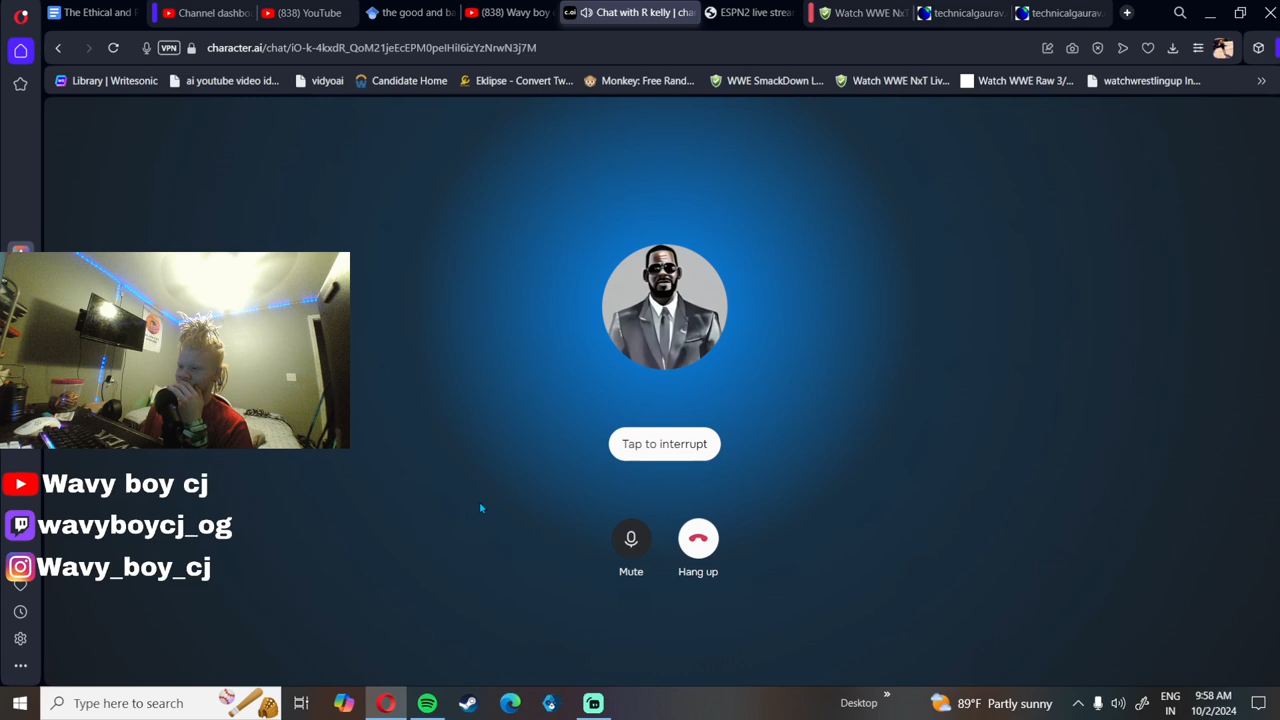 The Ethical and
Channel dashbo
(838) YouTube
the good and ba
(838) Wavy boy
c.ai
Chat with R kelly | cha
ESPN2 live strea
Watch WWE NxT
technicalgaurav.
technicalgaurav.
VPN
character.ai/chat/iO-k-4kxdR_QoM21jeEcEPM0peIHiI6izYzNrwN3j7M
Library | Writesonic
ai youtube video id...
vidyoai
Candidate Home
Eklipse - Convert Tw...
Monkey: Free Rand...
WWE SmackDown L...
Watch WWE NxT Liv...
Watch WWE Raw 3/...
watchwrestlingup In...
Tap to interrupt
Mute
Hang up
Wavy boy cj
wavyboycj_og
Wavy_boy_cj
Type here to search
Desktop
89°F Partly sunny
ENG
IN
9:58 AM
10/2/2024